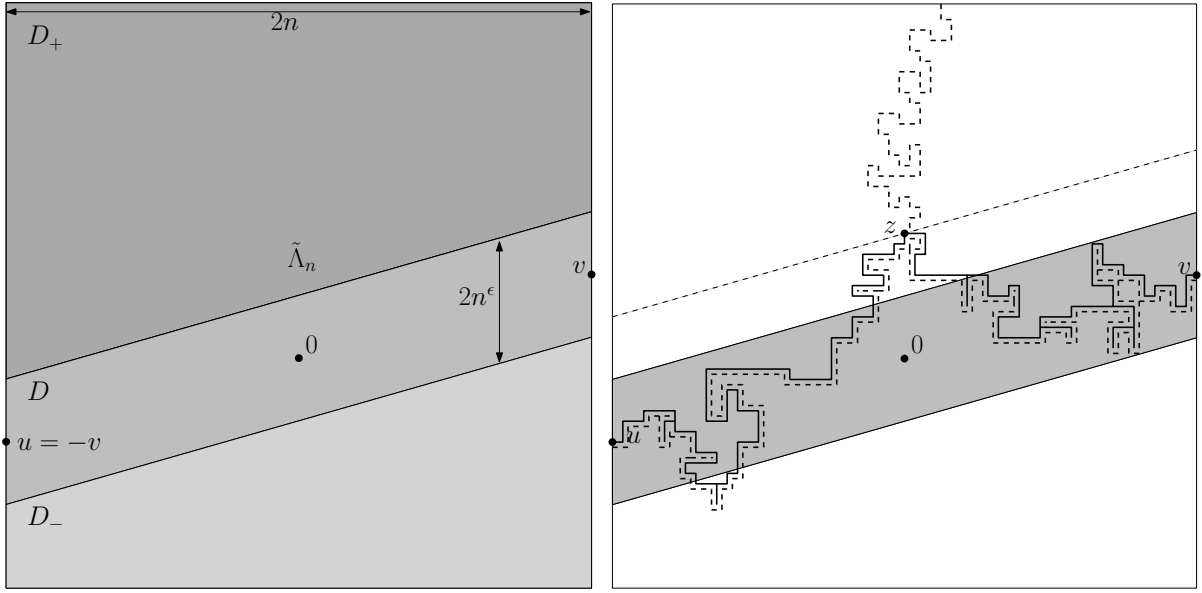 2n
D₊
Λ̃ₙ
v
2n^ϵ
0
D
u = −v
D₋
z
v
0
u